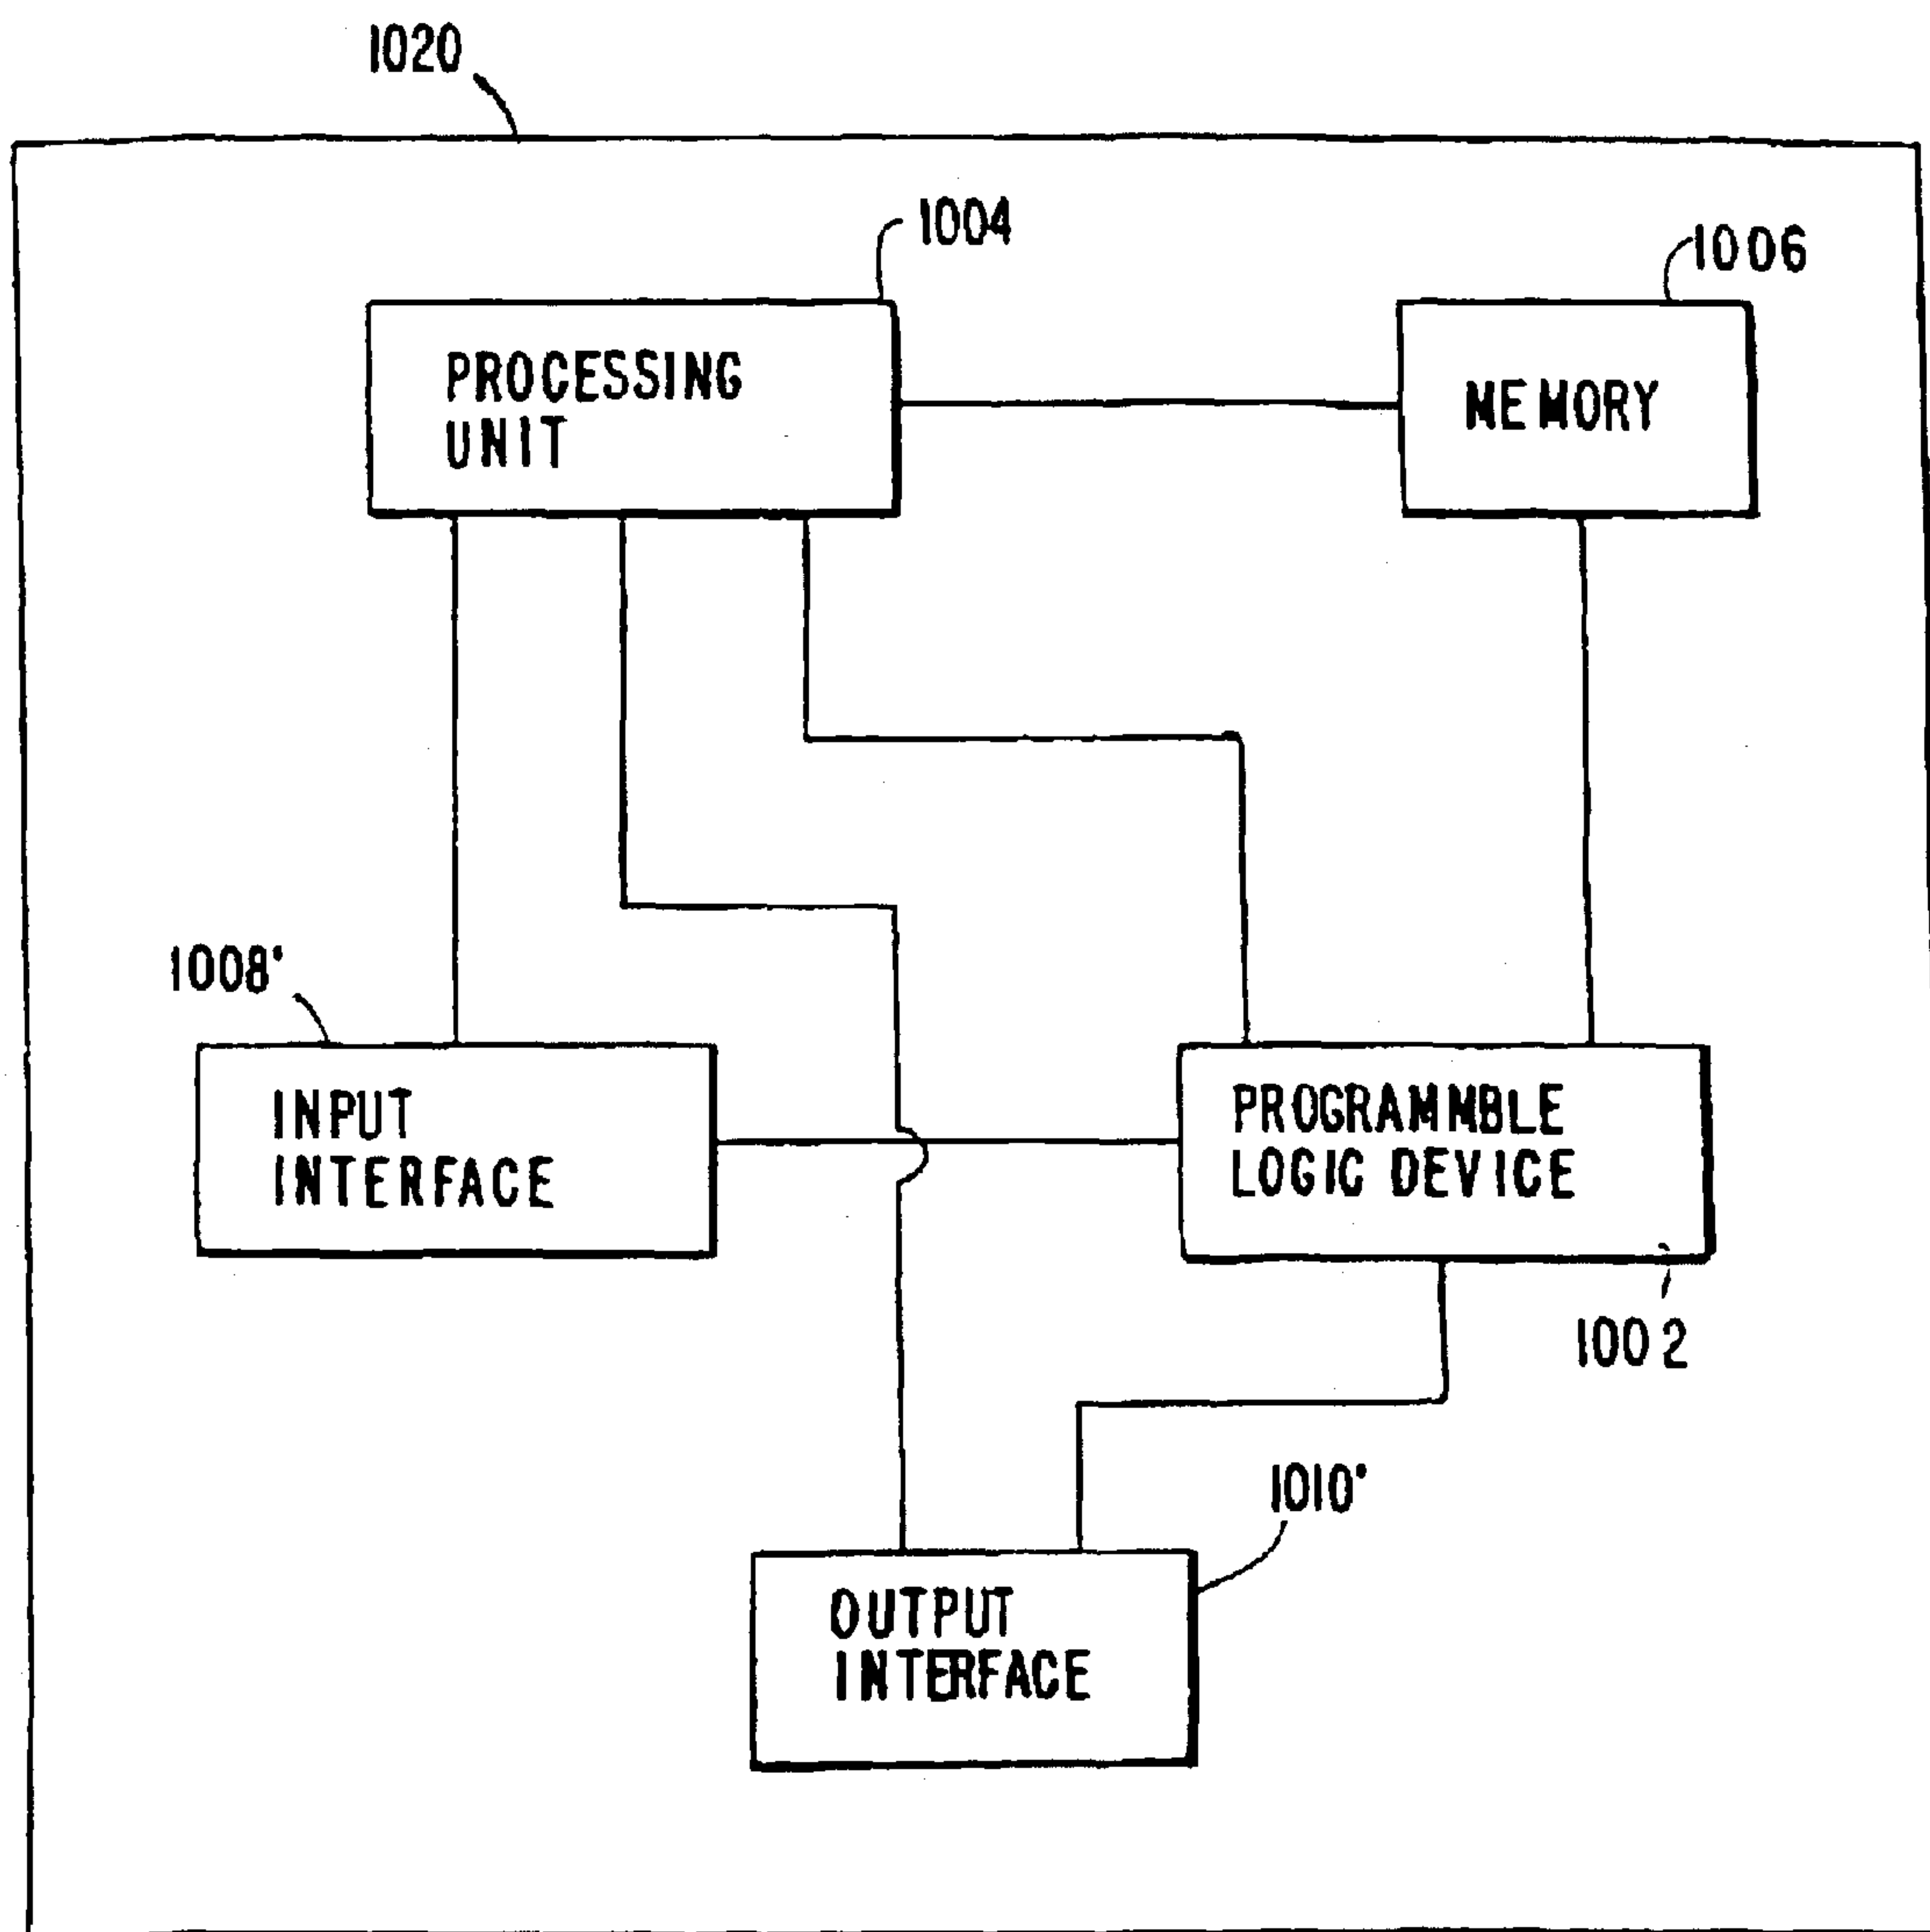 1020
1004
1006
PROCESSING
UNIT
MEMORY
1008'
INPUT
INTERFACE
PROGRAMMBLE
LOGIC DEVICE
1002
1010'
OUTPUT
INTERFACE